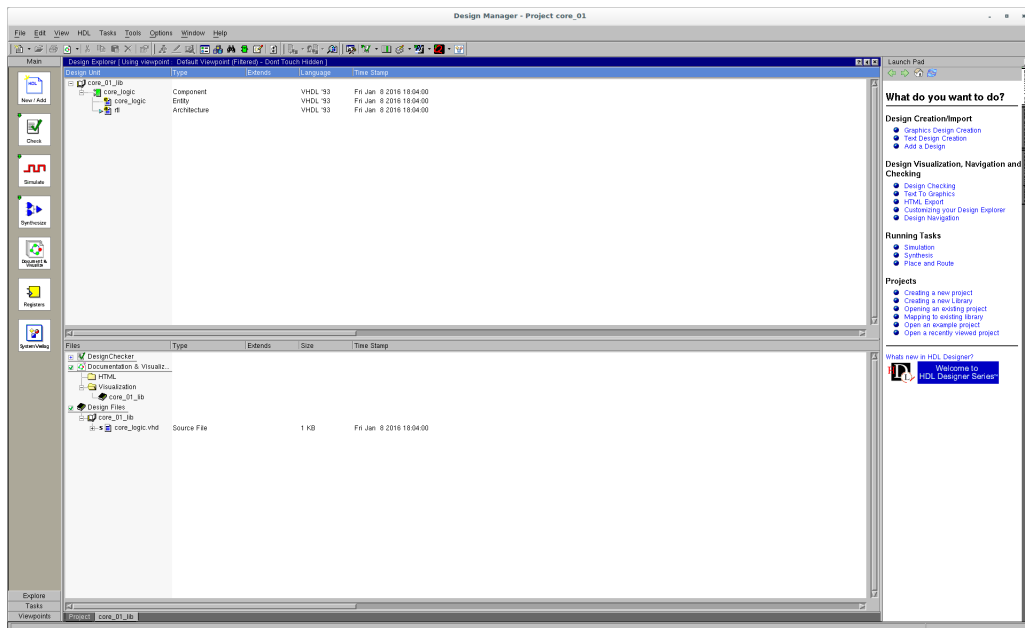 Design Manager - Project core_01
File Edit View HDL Tasks Tools Options Window Help
Main
HDL
New / Add
Check
Simulate
Synthesize
Document & Visualize
Registers
SystemVerilog
Explore
Tasks
Viewpoints
Design Explorer [ Using viewpoint : Default Viewpoint (Filtered) - Dont Touch Hidden ]
Design Unit Type Extends Language Time Stamp
core_01_lib
core_logic Component VHDL '93 Fri Jan 8 2016 18:04:00
core_logic Entity VHDL '93 Fri Jan 8 2016 18:04:00
rtl Architecture VHDL '93 Fri Jan 8 2016 18:04:00
Files Type Extends Size Time Stamp
DesignChecker
Documentation & Visualiz...
HTML
Visualization
core_01_lib
Design Files
core_01_lib
S core_logic.vhd Source File 1 KB Fri Jan 8 2016 18:04:00
Project core_01_lib
Launch Pad
What do you want to do?
Design Creation/Import
Graphics Design Creation
Text Design Creation
Add a Design
Design Visualization, Navigation and
Checking
Design Checking
Text To Graphics
HTML Export
Customizing your Design Explorer
Design Navigation
Running Tasks
Simulation
Synthesis
Place and Route
Projects
Creating a new project
Creating a new Library
Opening an existing project
Mapping to existing library
Open an example project
Open a recently viewed project
Whats new in HDL Designer?
Welcome to
HDL Designer Series™